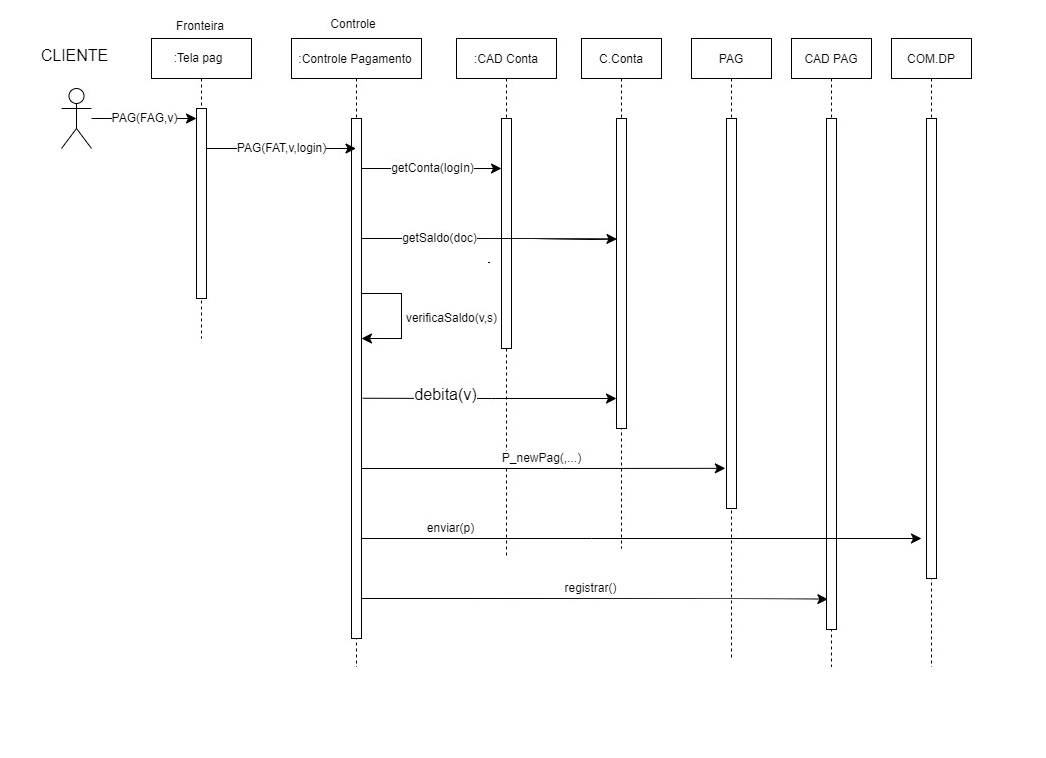 Fronteira
Controle
CLIENTE
:Tela pag
:Controle Pagamento
:CAD Conta
C.Conta
PAG
CAD PAG
COM.DP
PAG(FAG,v)
PAG(FAT,v,login)
getConta(logIn)
getSaldo(doc)
verificaSaldo(v,s)
debita(v)
P_newPag(,...)
enviar(p)
registrar()